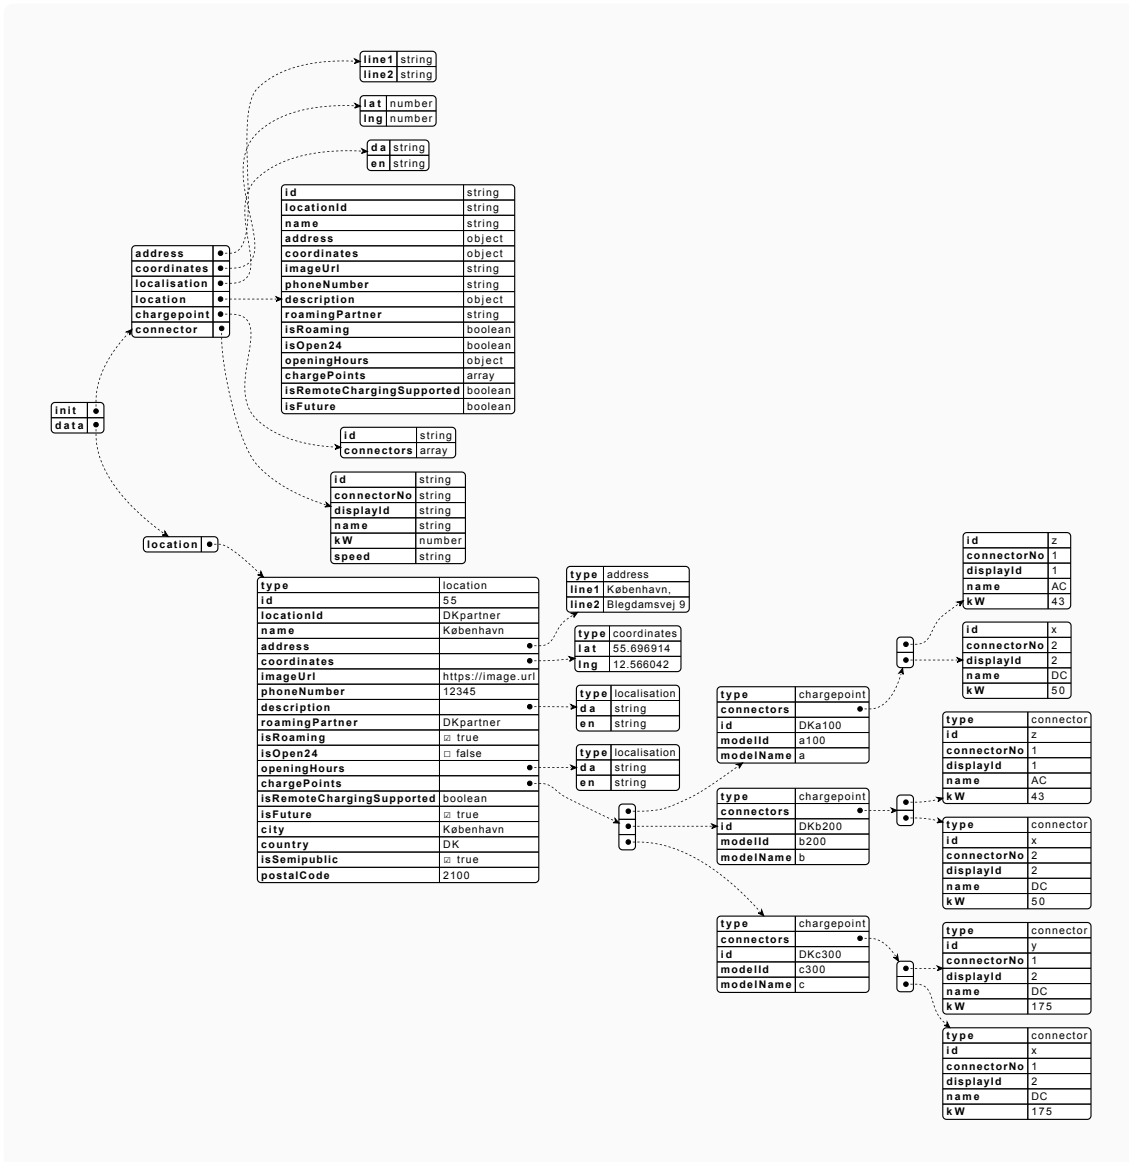 line1 string
line2 string
lat number
lng number
da string
en string
id string
locationId string
name string
address object
coordinates object
imageUrl string
phoneNumber string
description object
roamingPartner string
isRoaming boolean
isOpen24 boolean
openingHours object
chargePoints array
isRemoteChargingSupported boolean
isFuture boolean
address
coordinates
localisation
location
chargepoint
connector
init
data
id string
connectors array
id string
connectorNo string
displayId string
name string
kW number
speed string
location
type location
id 55
locationId DKpartner
name København
address
coordinates
imageUrl https://image.url
phoneNumber 12345
description
roamingPartner DKpartner
isRoaming ☑ true
isOpen24 ☐ false
openingHours
chargePoints
isRemoteChargingSupported boolean
isFuture ☑ true
city København
country DK
isSemipublic ☑ true
postalCode 2100
type address
line1 København,
line2 Blegdamsvej 9
type coordinates
lat 55.696914
lng 12.566042
type localisation
da string
en string
type localisation
da string
en string
type chargepoint
connectors
id DKa100
modelId a100
modelName a
type chargepoint
connectors
id DKb200
modelId b200
modelName b
type chargepoint
connectors
id DKc300
modelId c300
modelName c
id z
connectorNo 1
displayId 1
name AC
kW 43
id x
connectorNo 2
displayId 2
name DC
kW 50
type connector
id z
connectorNo 1
displayId 1
name AC
kW 43
type connector
id x
connectorNo 2
displayId 2
name DC
kW 50
type connector
id y
connectorNo 1
displayId 2
name DC
kW 175
type connector
id x
connectorNo 1
displayId 2
name DC
kW 175